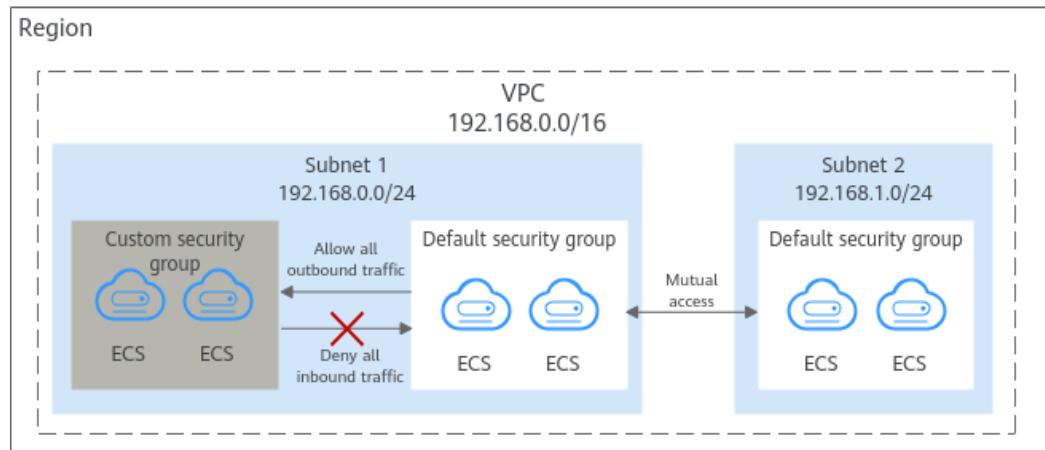 Region
VPC
192.168.0.0/16
Subnet 1
192.168.0.0/24
Custom security
group
ECS
ECS
Allow all
outbound traffic
Deny all
inbound traffic
Default security group
ECS
ECS
Mutual
access
Subnet 2
192.168.1.0/24
Default security group
ECS
ECS